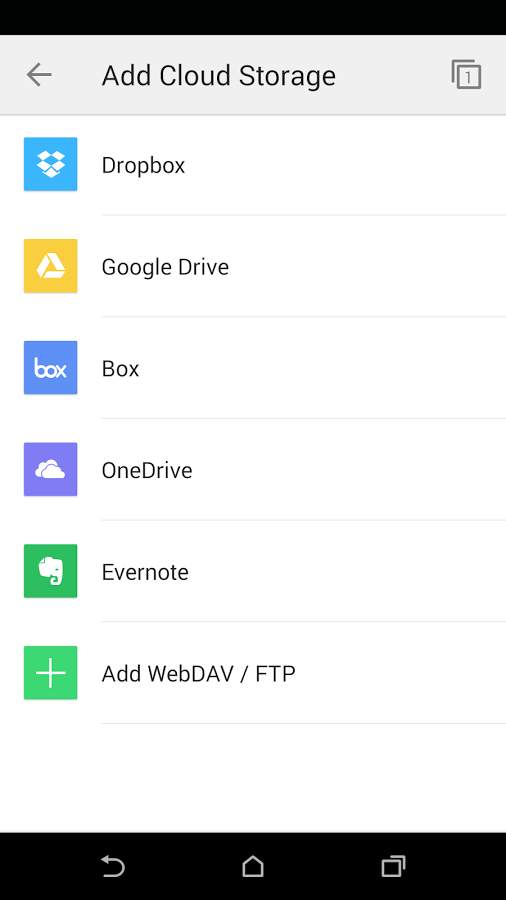 Add Cloud Storage
1
Dropbox
Google Drive
box
Box
OneDrive
Evernote
Add WebDAV / FTP